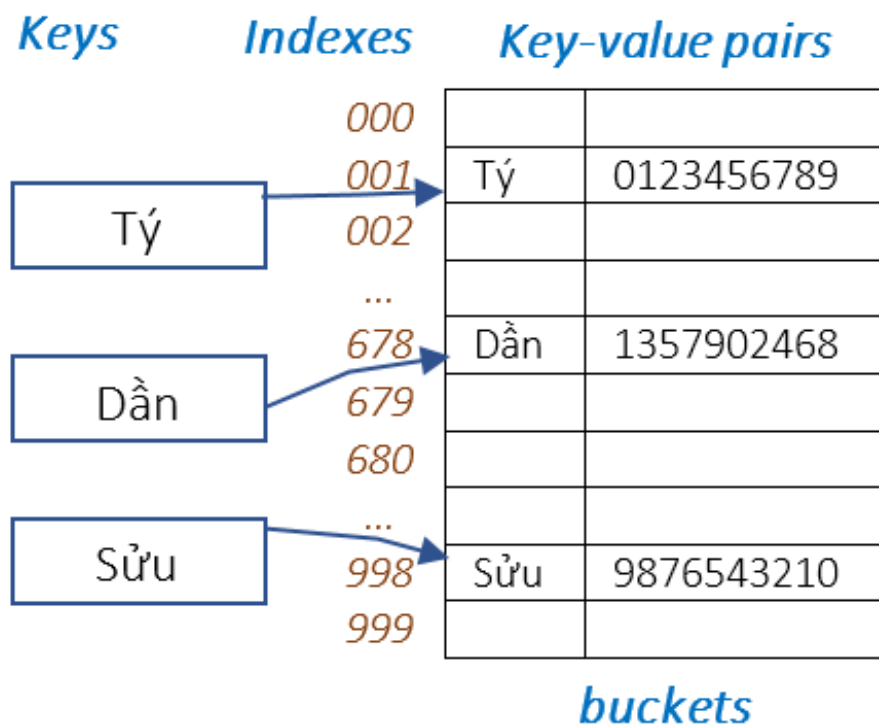 Keys Indexes Key-value pairs
000
001 Tý 0123456789
Tý
002
...
678 Dần 1357902468
Dần
679
680
...
Sửu
998 Sửu 9876543210
999
buckets